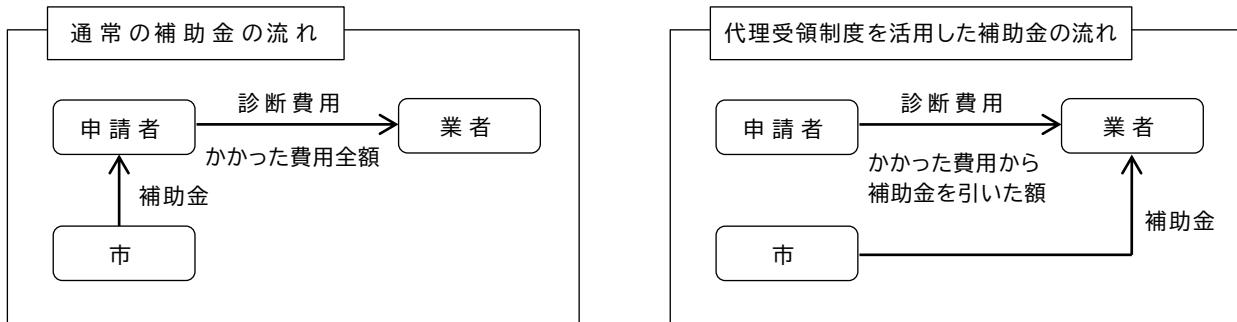 通常の補助金の流れ
申請者
診断費用
業者
かかった費用全額
補助金
市
代理受領制度を活用した補助金の流れ
申請者
診断費用
業者
かかった費用から
補助金を引いた額
補助金
市